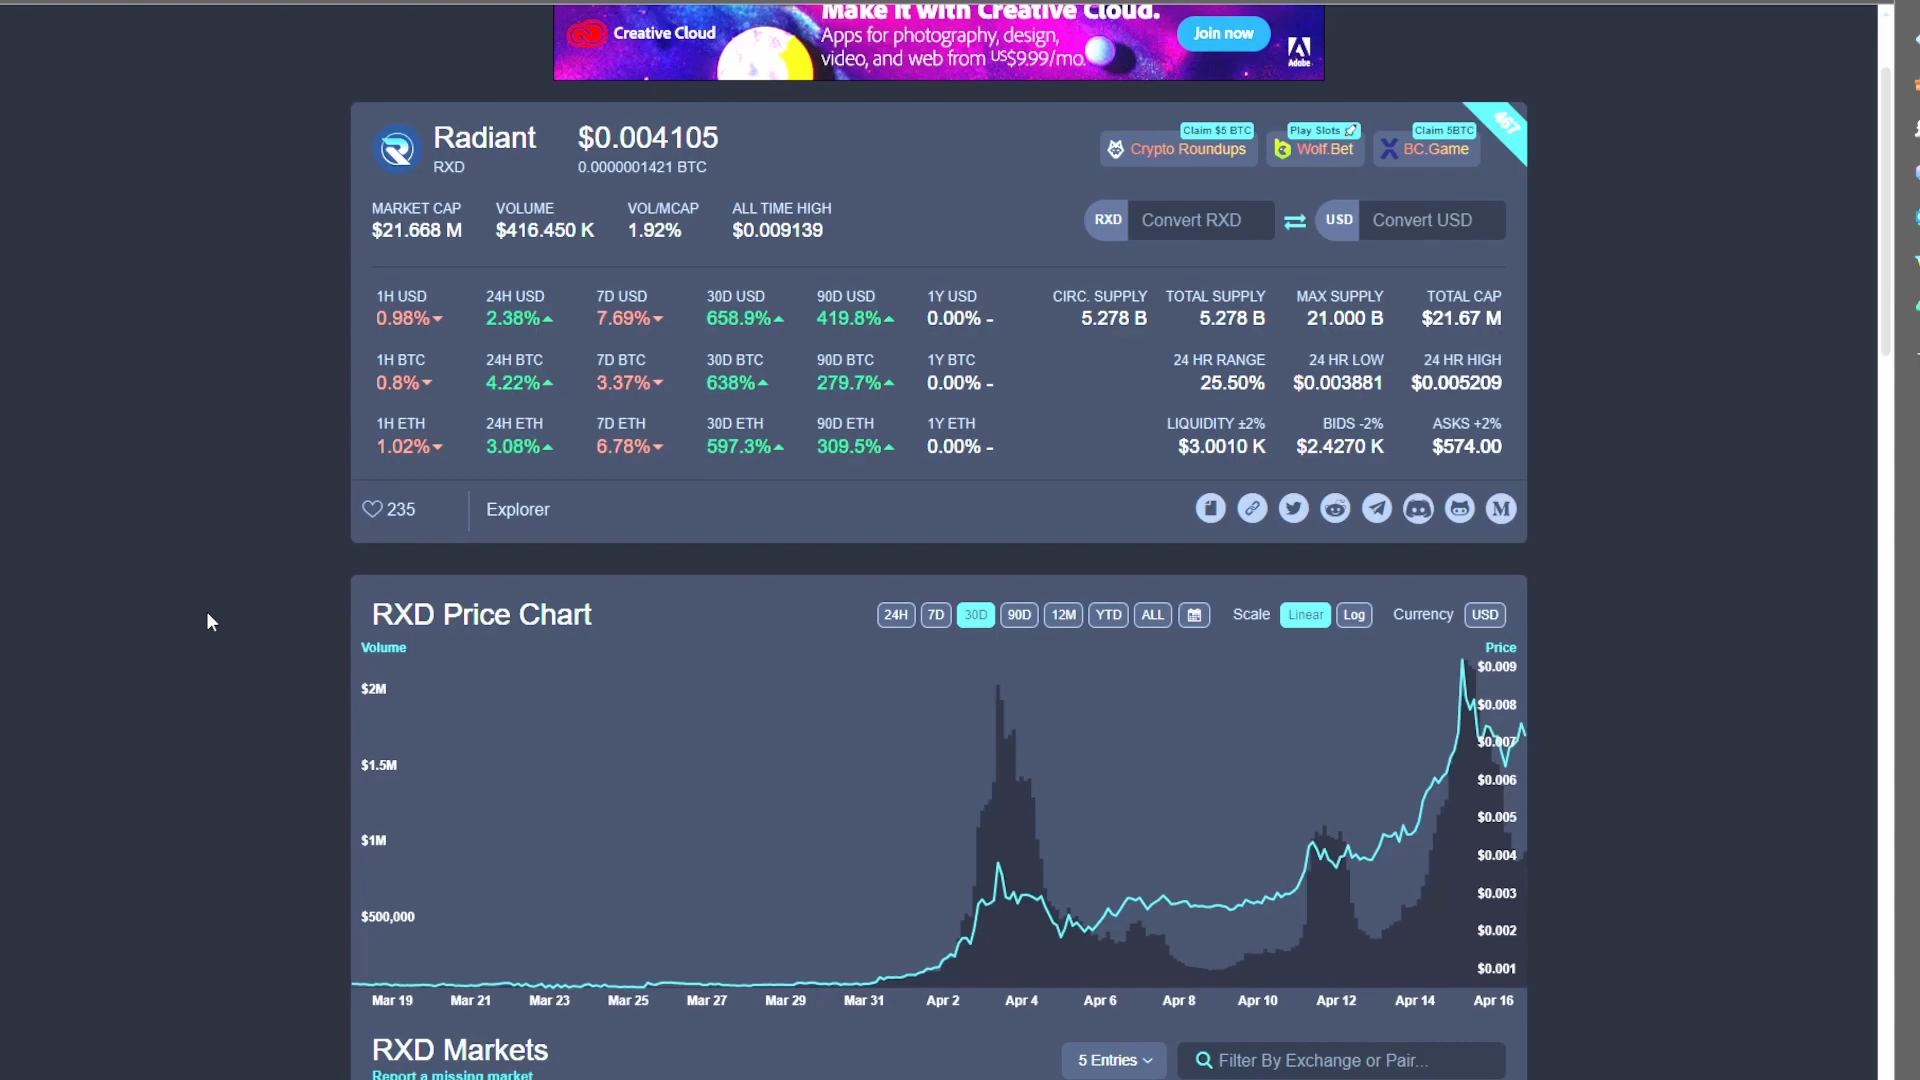 Make it with Creative Cloud.
Creative Cloud
Apps for photography, design,
video, and web from US$9.99/mo.
Join now
Adobe
Radiant
RXD
$0.004105
0.0000001421 BTC
Claim $5 BTC
Crypto Roundups
Play Slots 🚀
Wolf.Bet
Claim 5BTC
BC.Game
467
MARKET CAP VOLUME VOL/MCAP ALL TIME HIGH
$21.668 M $416.450 K 1.92% $0.009139
RXD Convert RXD USD Convert USD
1H USD 24H USD 7D USD 30D USD 90D USD 1Y USD CIRC. SUPPLY TOTAL SUPPLY MAX SUPPLY TOTAL CAP
0.98% 2.38% 7.69% 658.9% 419.8% 0.00% - 5.278 B 5.278 B 21.000 B $21.67 M
1H BTC 24H BTC 7D BTC 30D BTC 90D BTC 1Y BTC 24 HR RANGE 24 HR LOW 24 HR HIGH
0.8% 4.22% 3.37% 638% 279.7% 0.00% - 25.50% $0.003881 $0.005209
1H ETH 24H ETH 7D ETH 30D ETH 90D ETH 1Y ETH LIQUIDITY ±2% BIDS -2% ASKS +2%
1.02% 3.08% 6.78% 597.3% 309.5% 0.00% - $3.0010 K $2.4270 K $574.00
235 Explorer
RXD Price Chart
24H 7D 30D 90D 12M YTD ALL Scale Linear Log Currency USD
Volume Price
$2M
$1.5M
$1M
$500,000
$0.009
$0.008
$0.007
$0.006
$0.005
$0.004
$0.003
$0.002
$0.001
Mar 19 Mar 21 Mar 23 Mar 25 Mar 27 Mar 29 Mar 31 Apr 2 Apr 4 Apr 6 Apr 8 Apr 10 Apr 12 Apr 14 Apr 16
RXD Markets
Report a missing market
5 Entries
Filter By Exchange or Pair...